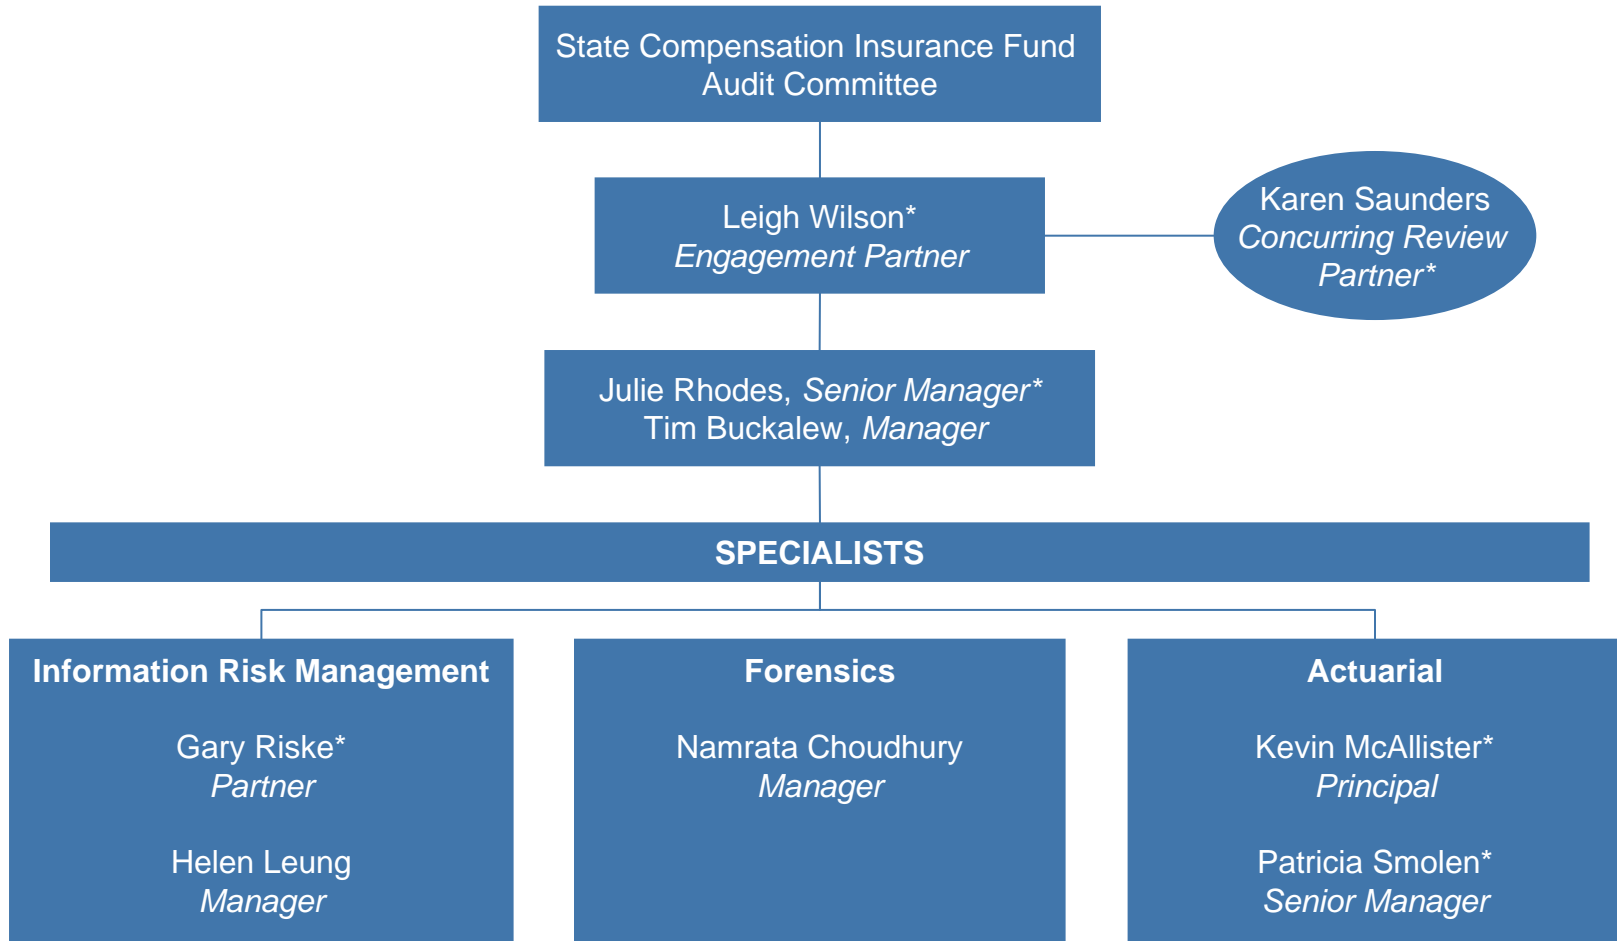 State Compensation Insurance Fund
Audit Committee
Leigh Wilson*
Engagement Partner
Karen Saunders
Concurring Review
Partner*
Julie Rhodes, Senior Manager*
Tim Buckalew, Manager
SPECIALISTS
Information Risk Management
Gary Riske*
Partner
Helen Leung
Manager
Forensics
Namrata Choudhury
Manager
Actuarial
Kevin McAllister*
Principal
Patricia Smolen*
Senior Manager